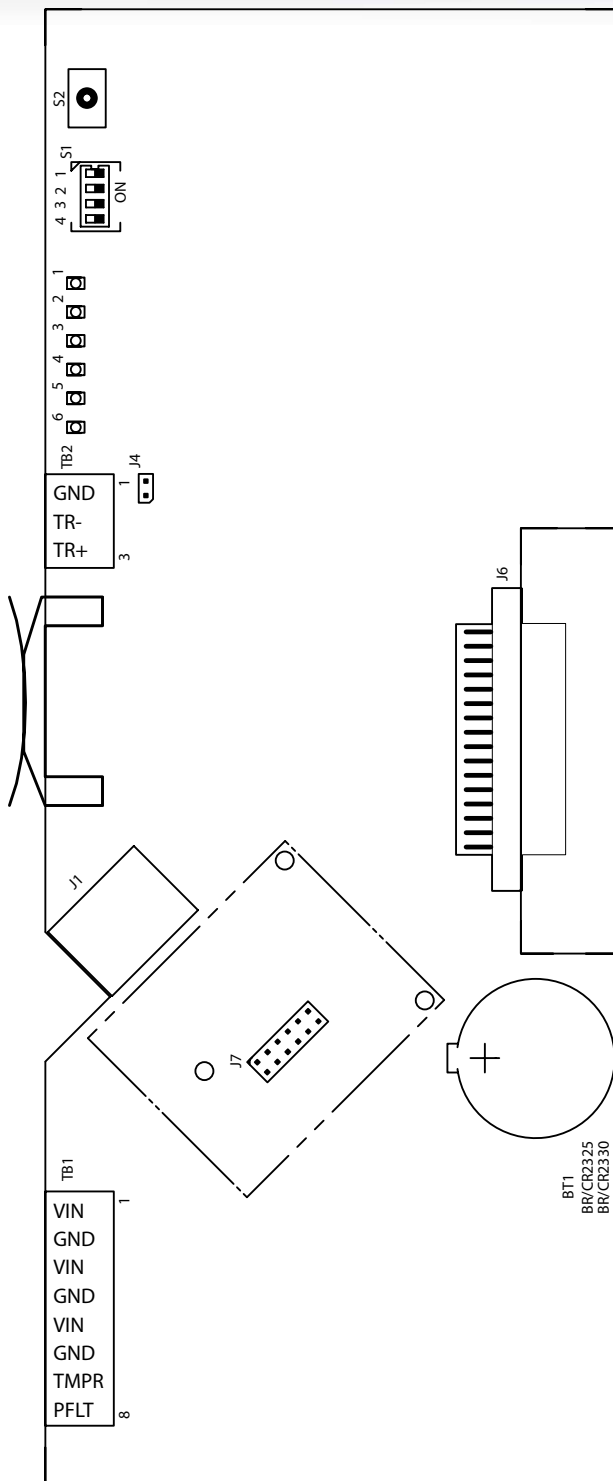 S2
S1
4 3 2 1
ON
1
2
3
4
5
6
TB2
GND
TR-
TR+
1
3
J4
J6
J1
J7
TB1
VIN
GND
VIN
GND
VIN
GND
TMPR
PFLT
1
8
BT1
BR/CR2325
BR/CR2330